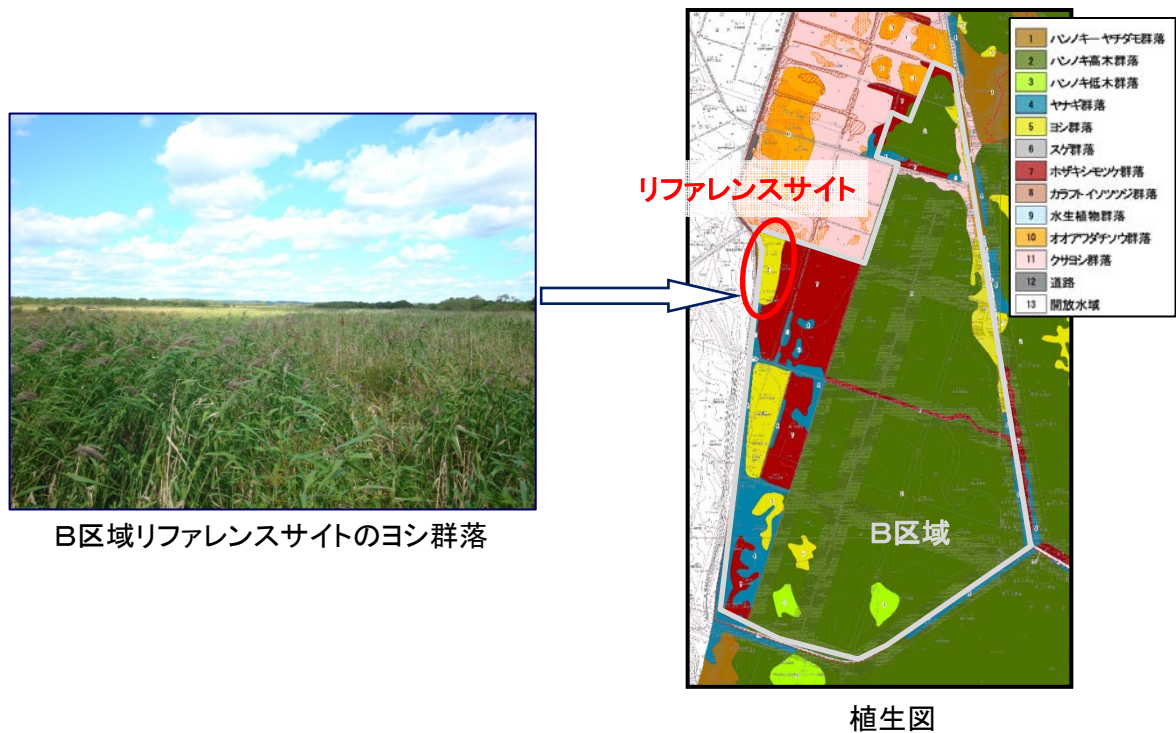 リファレンスサイト
B区域リファレンスサイトのヨシ群落
B区域
植生図
1 ハンノキーヤチダモ群落
2 ハンノキ高木群落
3 ハンノキ低木群落
4 ヤナギ群落
5 ヨシ群落
6 スゲ群落
7 ホザキシモツケ群落
8 カラフトイソツツジ群落
9 水生植物群落
10 オオアワダチソウ群落
11 クサヨシ群落
12 道路
13 開放水域